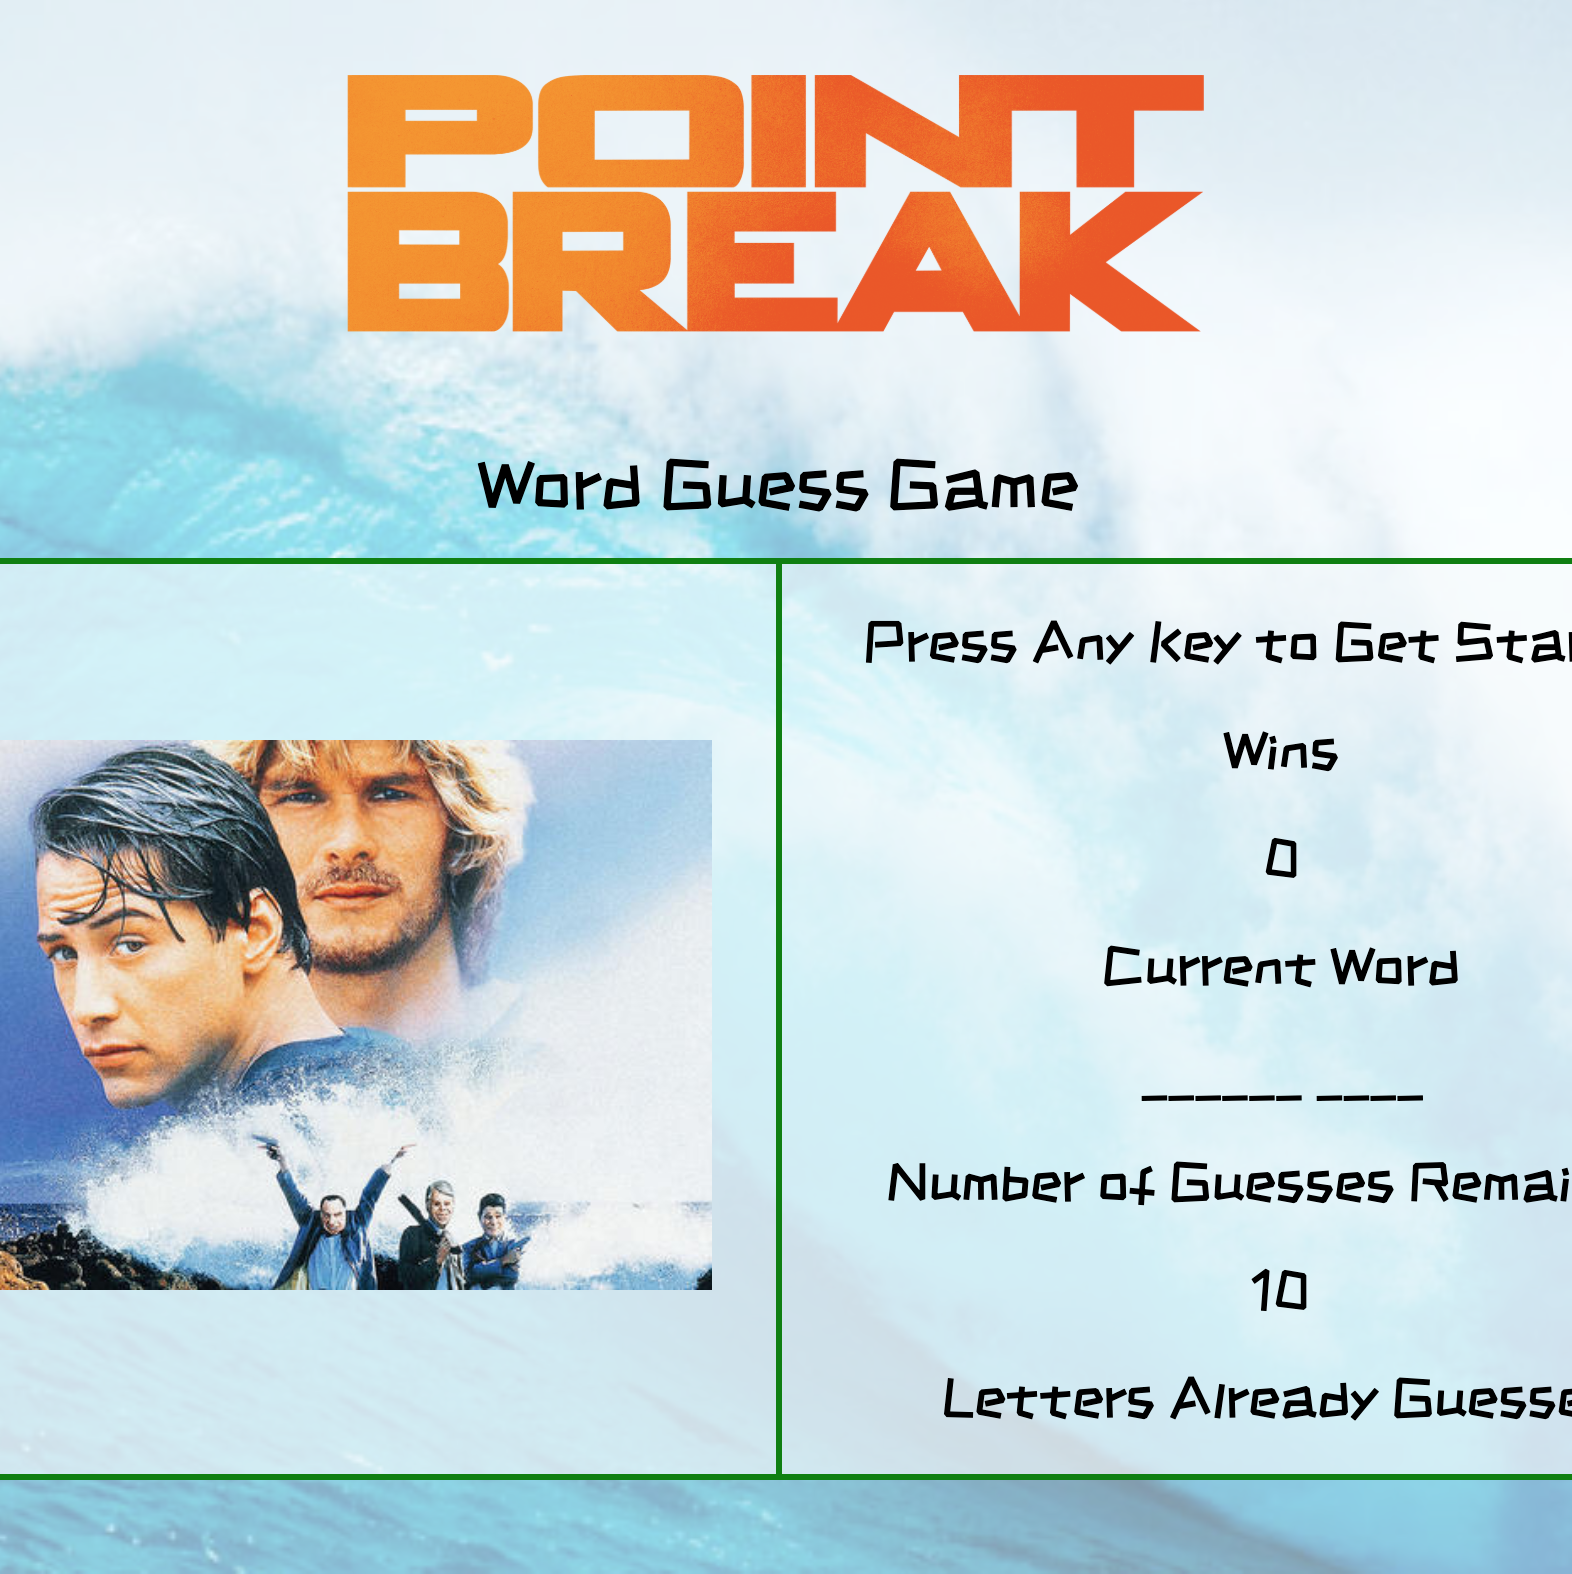 POINT
BREAK
Word Guess Game
Press Any Key to Get Star
Wins
0
Current Word
______ ____
Number of Guesses Remai
10
Letters Already Guesse